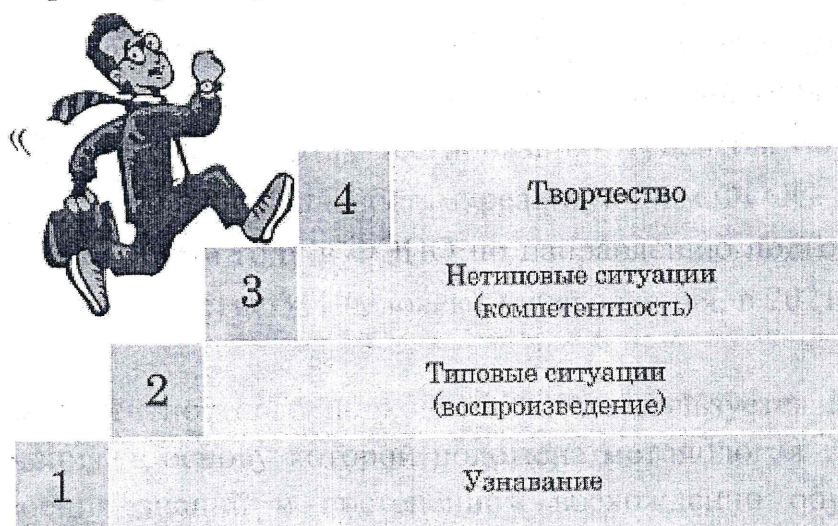 4
Творчество
3
Нетиповые ситуации
(компетентность)
2
Типовые ситуации
(воспроизведение)
1
Узнавание